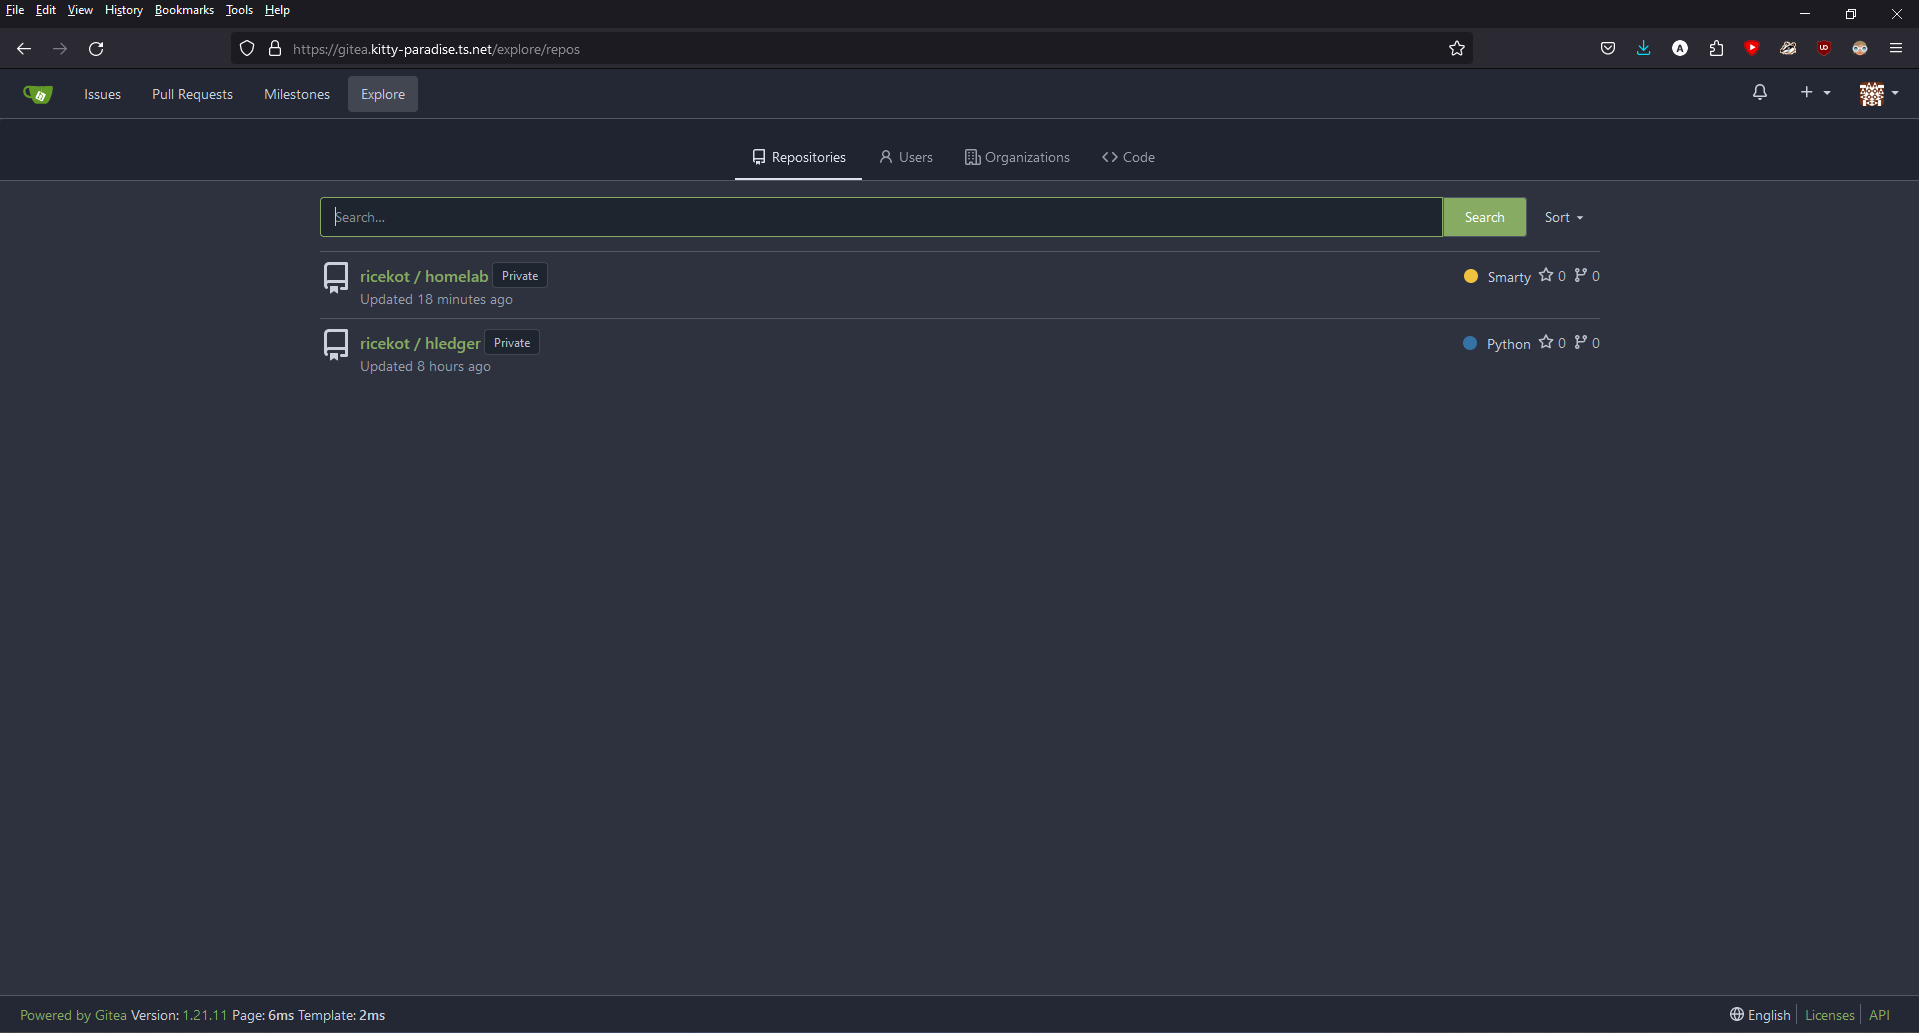 File Edit View History Bookmarks Tools Help
https://gitea.kitty-paradise.ts.net/explore/repos
Issues Pull Requests Milestones Explore
Repositories Users Organizations Code
Search... Search Sort
ricekot / homelab Private Smarty 0 0
Updated 18 minutes ago
ricekot / hledger Private Python 0 0
Updated 8 hours ago
Powered by Gitea Version: 1.21.11 Page: 6ms Template: 2ms English Licenses API